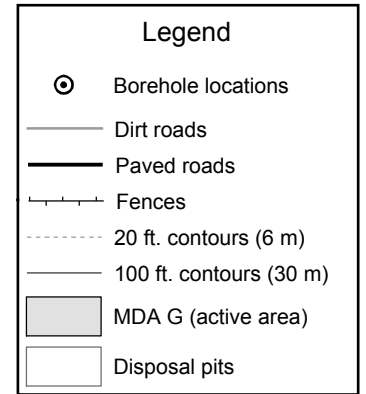 Legend
Borehole locations
Dirt roads
Paved roads
Fences
20 ft. contours (6 m)
100 ft. contours (30 m)
MDA G (active area)
Disposal pits